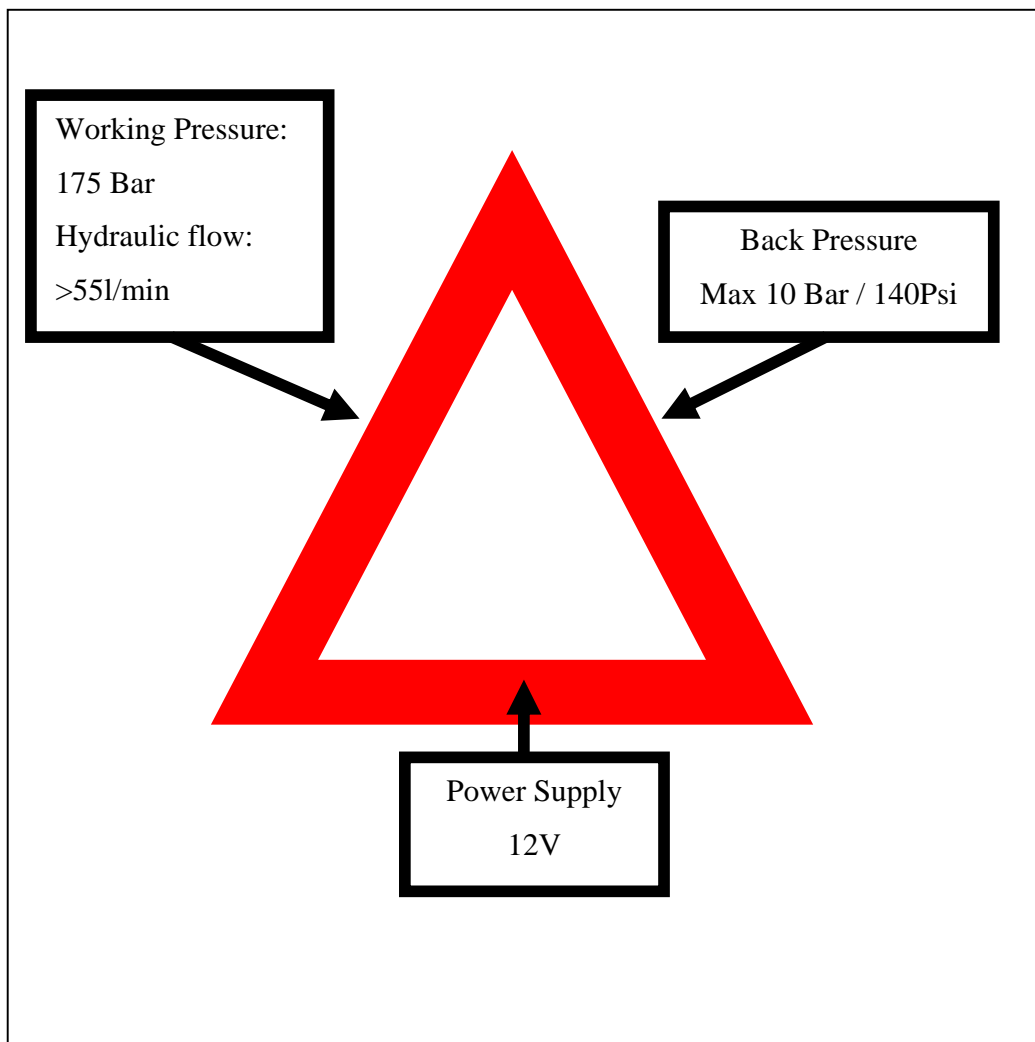 Working Pressure:
175 Bar
Hydraulic flow:
>55l/min
Back Pressure
Max 10 Bar / 140Psi
Power Supply
12V